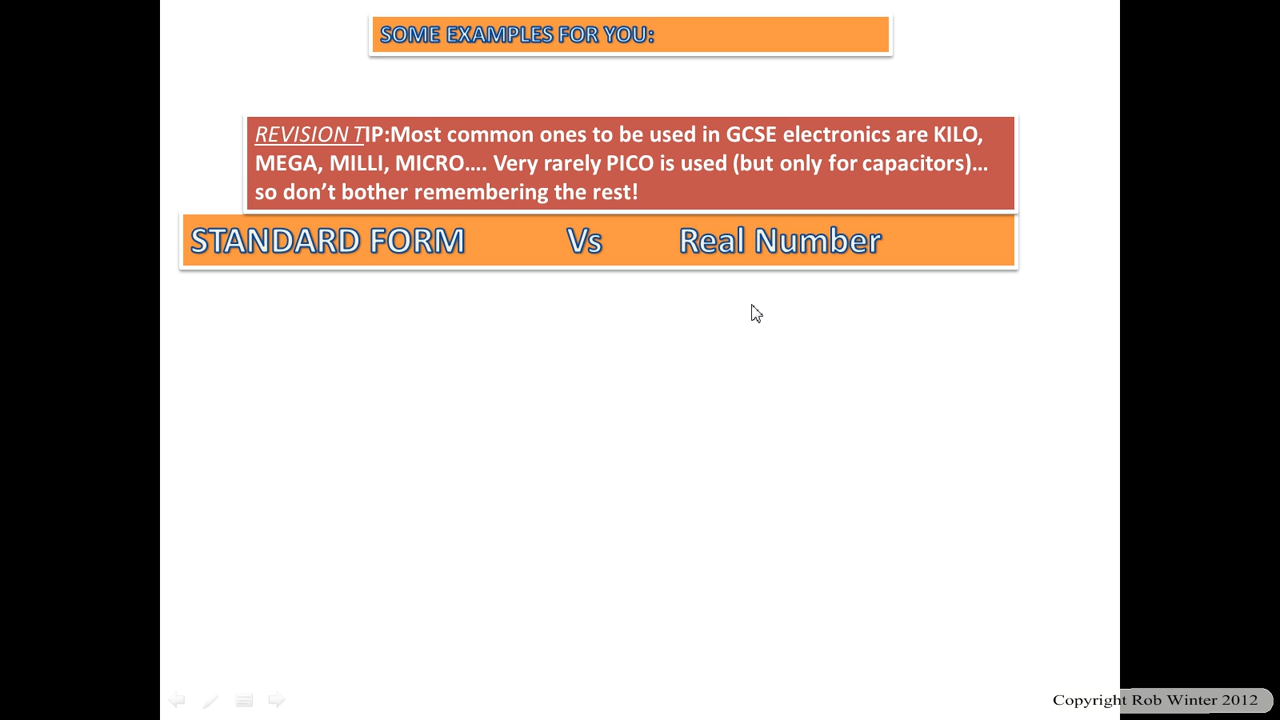 SOME EXAMPLES FOR YOU:
REVISION TIP:Most common ones to be used in GCSE electronics are KILO,
MEGA, MILLI, MICRO…. Very rarely PICO is used (but only for capacitors)…
so don’t bother remembering the rest!
STANDARD FORM Vs Real Number
Copyright Rob Winter 2012